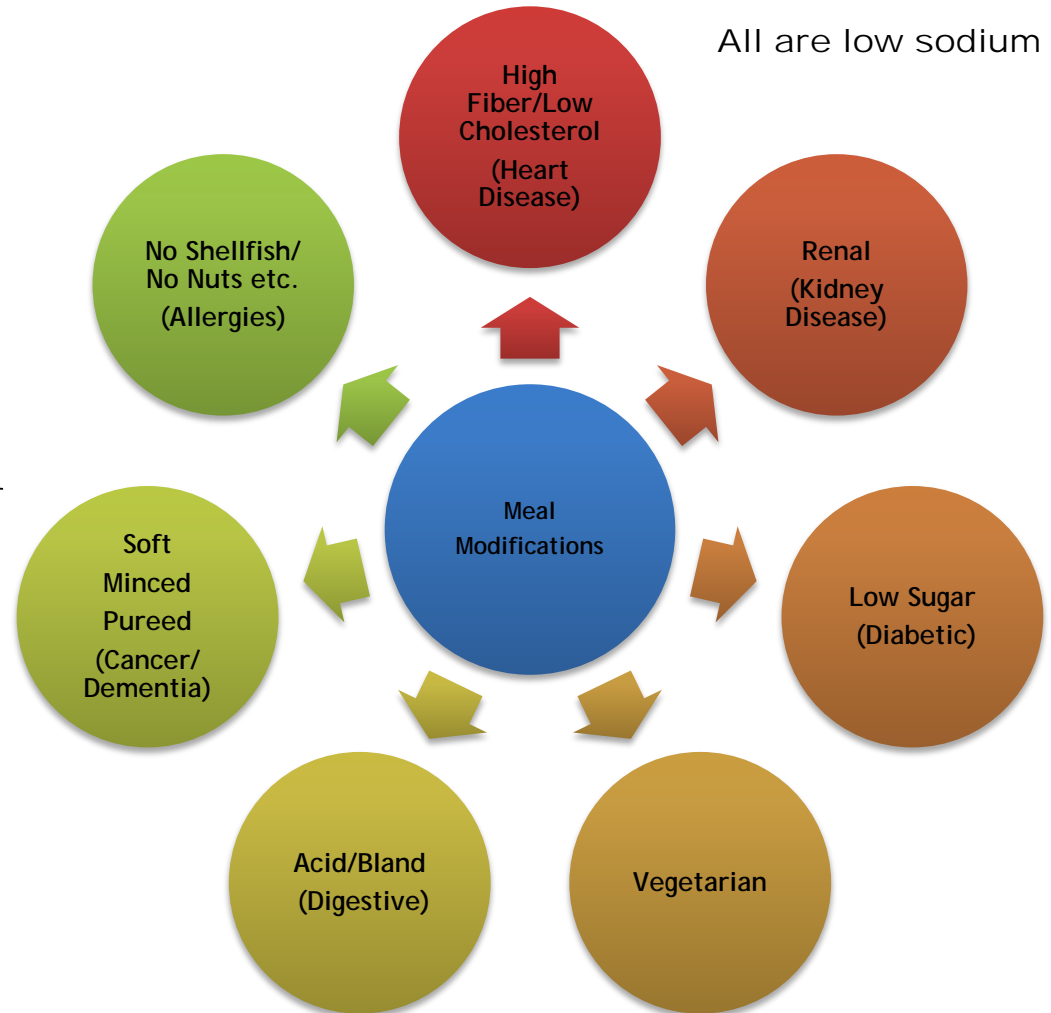 All are low sodium
High
Fiber/Low
Cholesterol
(Heart
Disease)
Renal
(Kidney
Disease)
Low Sugar
(Diabetic)
Vegetarian
Acid/Bland
(Digestive)
Soft
Minced
Pureed
(Cancer/
Dementia)
No Shellfish/
No Nuts etc.
(Allergies)
Meal
Modifications